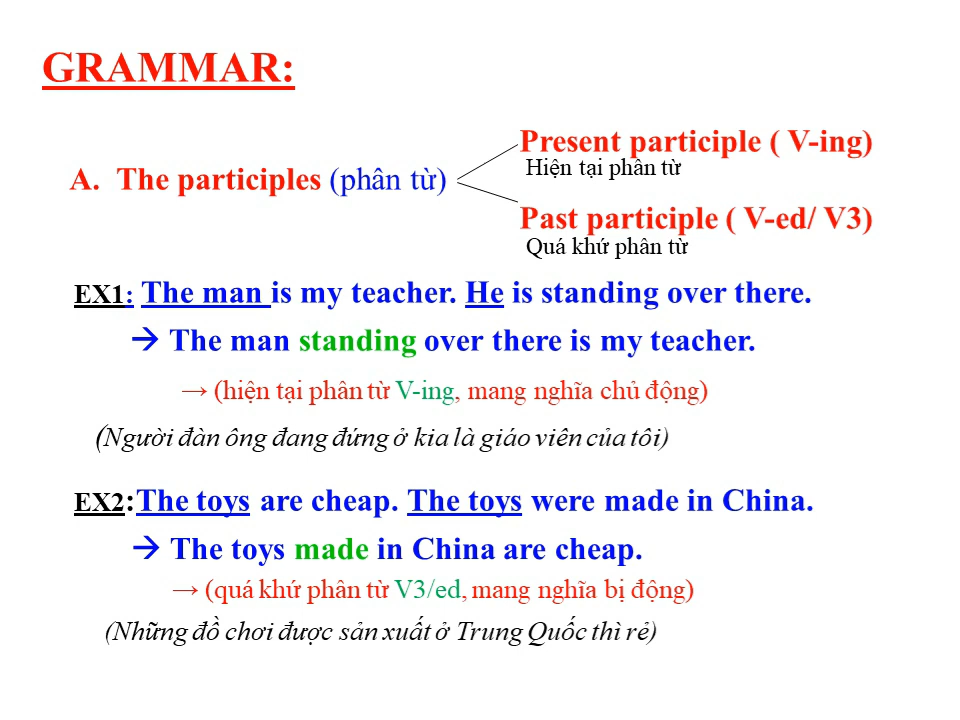 GRAMMAR:
Present participle ( V-ing)
Hiện tại phân từ
A. The participles (phân từ)
Past participle ( V-ed/ V3)
Quá khứ phân từ
EX1: The man is my teacher. He is standing over there.
→ The man standing over there is my teacher.
→ (hiện tại phân từ V-ing, mang nghĩa chủ động)
(Người đàn ông đang đứng ở kia là giáo viên của tôi)
EX2:The toys are cheap. The toys were made in China.
→ The toys made in China are cheap.
→ (quá khứ phân từ V3/ed, mang nghĩa bị động)
(Những đồ chơi được sản xuất ở Trung Quốc thì rẻ)